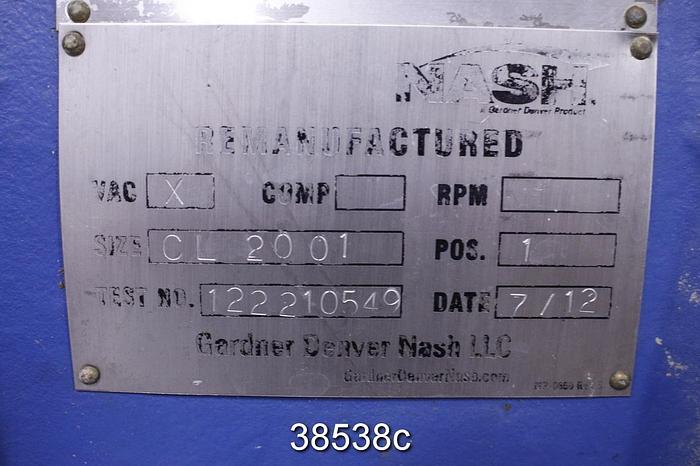 NASH
A Gardner Denver Product
REMANUFACTURED
VAC X COMP RPM
SIZE CL 2001 POS. 1
TEST NO. 122210549 DATE 7/12
Gardner Denver Nash LLC
GardnerDenverNash.com
38538c